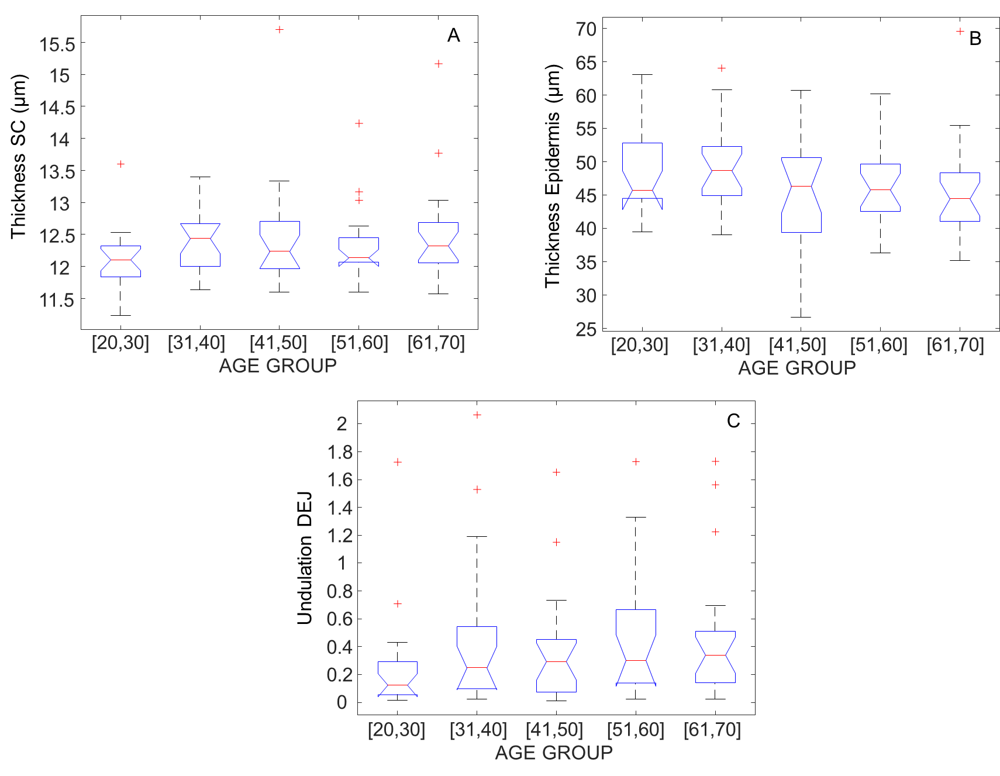 A
15.5
15
14.5
14
13.5
13
12.5
12
11.5
Thickness SC (µm)
[20,30] [31,40] [41,50] [51,60] [61,70]
AGE GROUP
B
70
65
60
55
50
45
40
35
30
25
Thickness Epidermis (µm)
[20,30] [31,40] [41,50] [51,60] [61,70]
AGE GROUP
C
2
1.8
1.6
1.4
1.2
1
0.8
0.6
0.4
0.2
0
Undulation DEJ
[20,30] [31,40] [41,50] [51,60] [61,70]
AGE GROUP